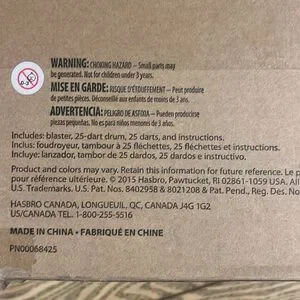 WARNING: CHOKING HAZARD — Small parts may
be generated. Not for children under 3 years.
MISE EN GARDE: RISQUE D'ÉTOUFFEMENT — Peut produire
de petites pièces. Déconseillé aux enfants de moins de 3 ans.
ADVERTENCIA: PELIGRO DE ASFIXIA — Pueden producirse
piezas pequeñas. No es para niños menores de 3 años.
Includes: blaster, 25-dart drum, 25 darts, and instructions.
Inclus: foudroyeur, tambour à 25 fléchettes, 25 fléchettes et instructions.
Incluye: lanzador, tambor de 25 dardos, 25 dardos e instrucciones.
Product and colors may vary. Retain this information for future reference. Le p
pour référence ultérieure. © 2015 Hasbro, Pawtucket, RI 02861-1059 USA. All
U.S. Trademarks. U.S. Pat. Nos. 8402958 & 8021208 & Pat. Pend., Reg. Des. No
HASBRO CANADA, LONGUEUIL, QC, CANADA J4G 1G2
US/CANADA TEL. 1-800-255-5516
MADE IN CHINA • FABRIQUÉ EN CHINE
PN00068425